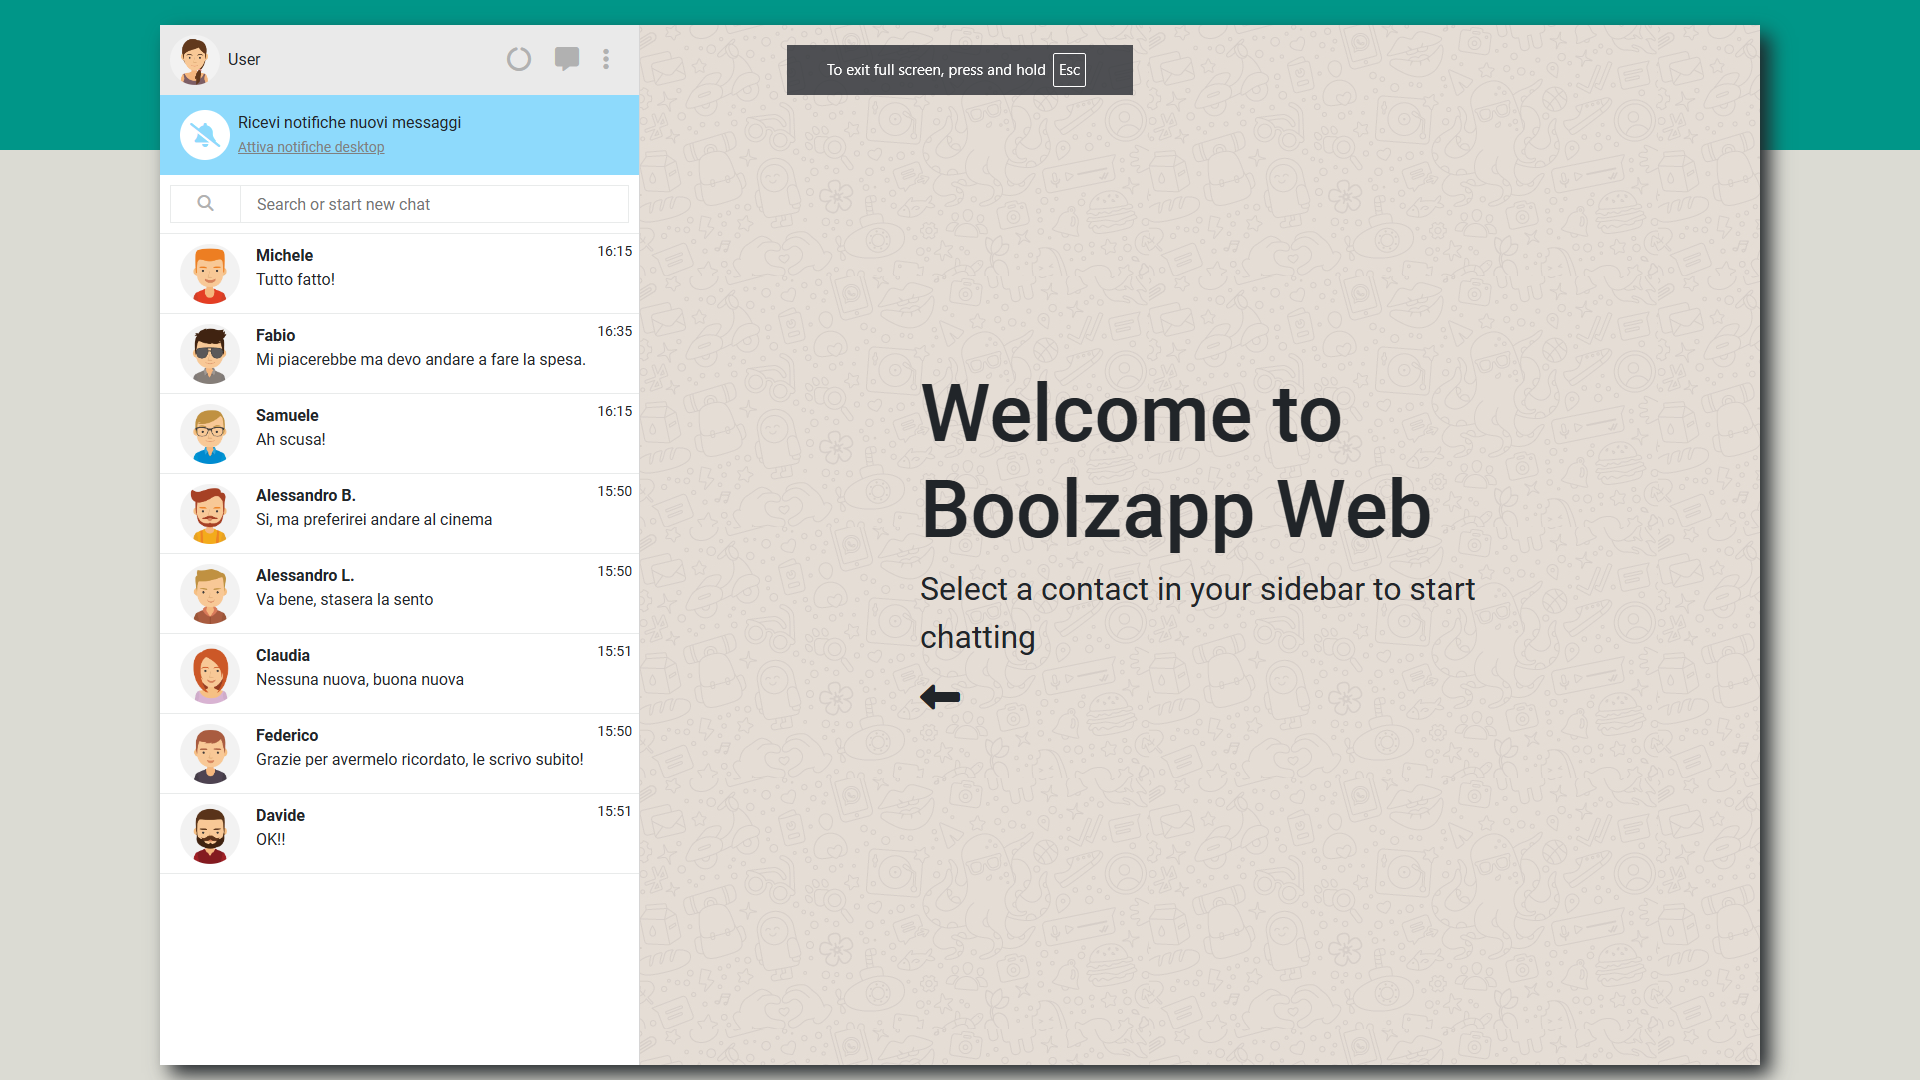 User
To exit full screen, press and hold Esc
Ricevi notifiche nuovi messaggi
Attiva notifiche desktop
Search or start new chat
Michele 16:15
Tutto fatto!
Fabio 16:35
Mi piacerebbe ma devo andare a fare la spesa.
Samuele 16:15
Ah scusa!
Alessandro B. 15:50
Si, ma preferirei andare al cinema
Alessandro L. 15:50
Va bene, stasera la sento
Claudia 15:51
Nessuna nuova, buona nuova
Federico 15:50
Grazie per avermelo ricordato, le scrivo subito!
Davide 15:51
OK!!
Welcome to
Boolzapp Web
Select a contact in your sidebar to start
chatting